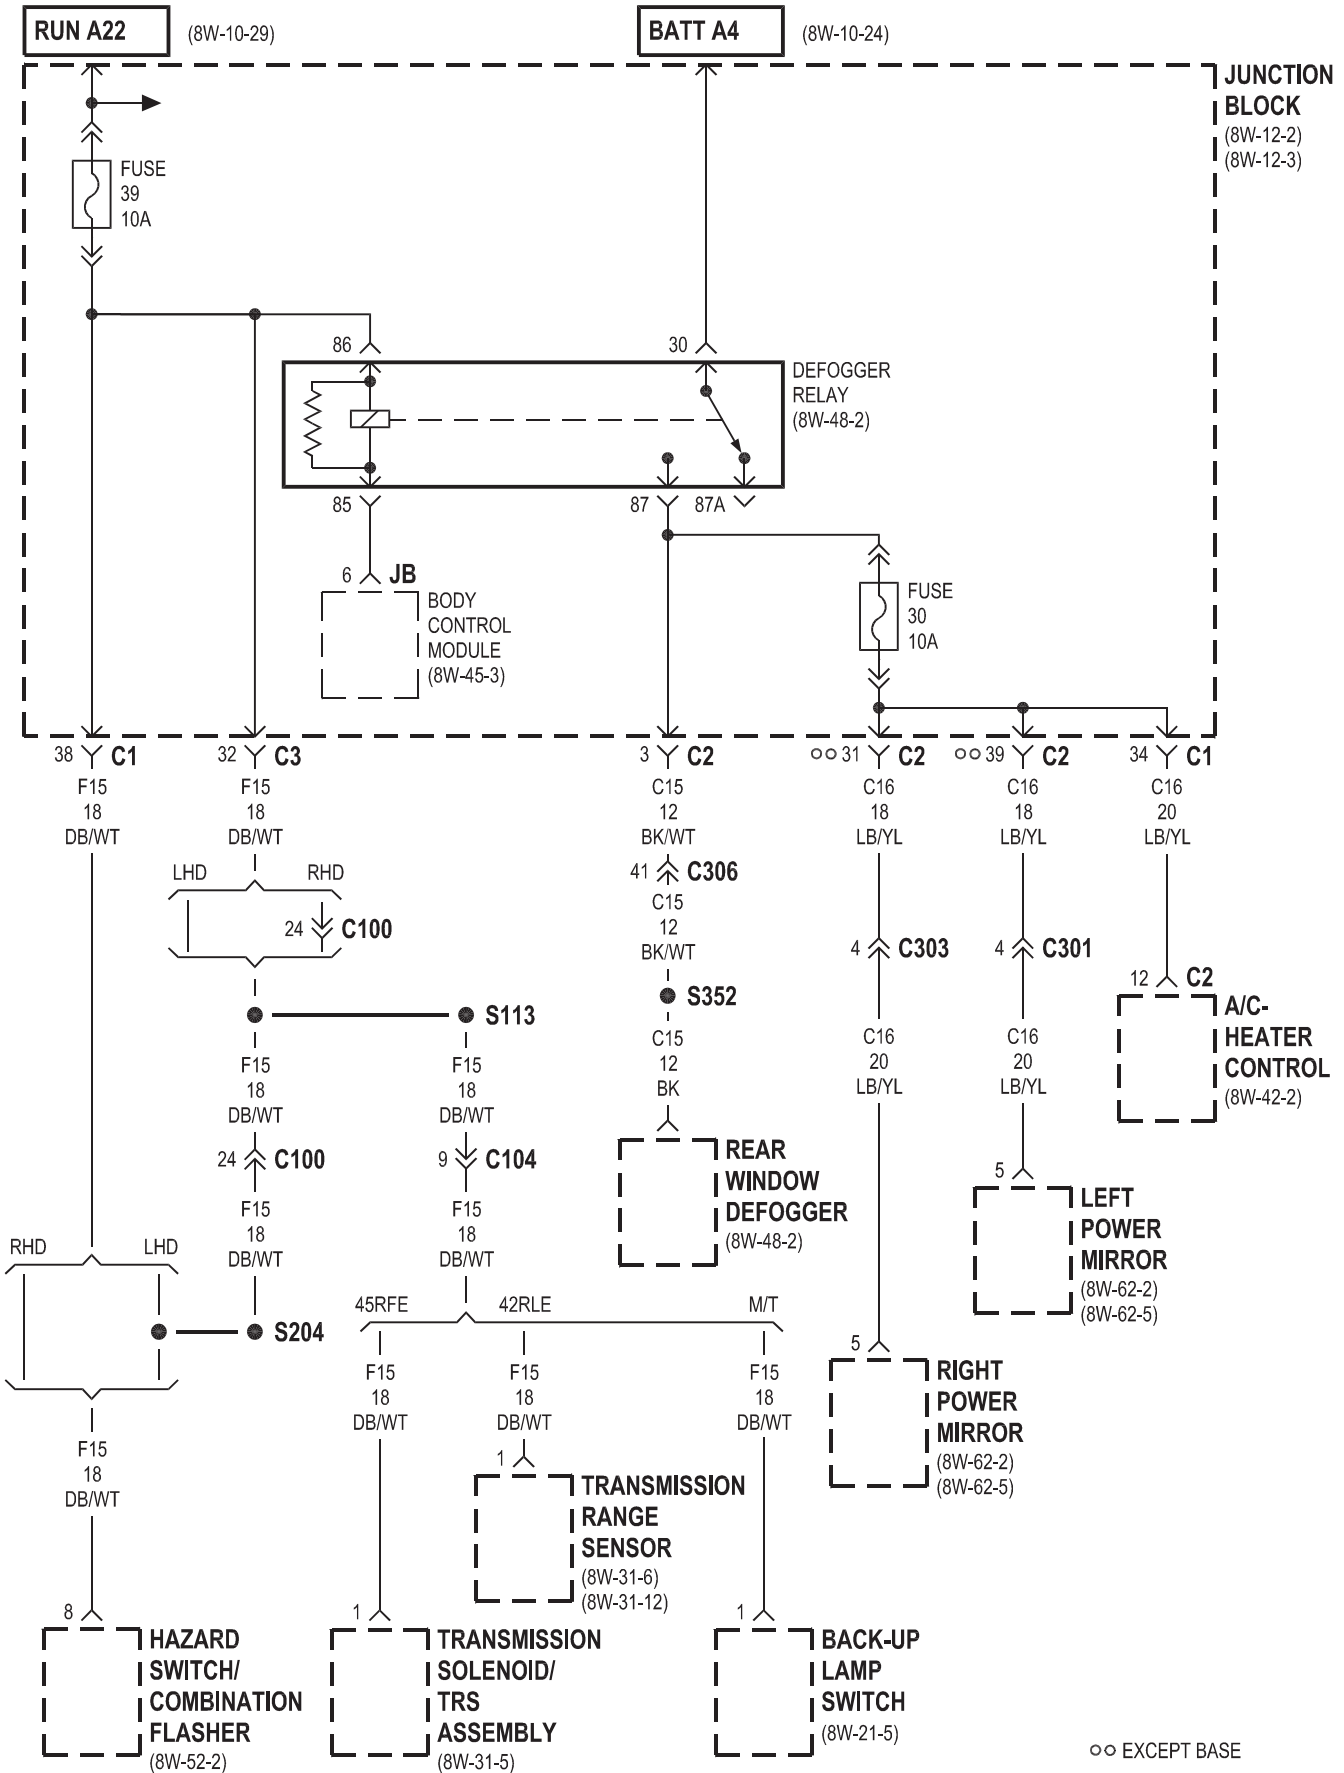 RUN A22
(8W-10-29)
BATT A4
(8W-10-24)
JUNCTION
BLOCK
(8W-12-2)
(8W-12-3)
FUSE
39
10A
86
30
DEFOGGER
RELAY
(8W-48-2)
85
87
87A
6
JB
BODY
CONTROL
MODULE
(8W-45-3)
FUSE
30
10A
38
C1
32
C3
3
C2
31
C2
39
C2
34
C1
F15
18
DB/WT
F15
18
DB/WT
C15
12
BK/WT
C16
18
LB/YL
C16
18
LB/YL
C16
20
LB/YL
LHD
RHD
24
C100
41
C306
C15
12
BK/WT
4
C303
4
C301
12
C2
A/C-
HEATER
CONTROL
(8W-42-2)
S352
S113
F15
18
DB/WT
F15
18
DB/WT
C15
12
BK
C16
20
LB/YL
C16
20
LB/YL
24
C100
9
C104
REAR
WINDOW
DEFOGGER
(8W-48-2)
5
LEFT
POWER
MIRROR
(8W-62-2)
(8W-62-5)
F15
18
DB/WT
F15
18
DB/WT
RHD
LHD
S204
45RFE
42RLE
M/T
5
RIGHT
POWER
MIRROR
(8W-62-2)
(8W-62-5)
F15
18
DB/WT
F15
18
DB/WT
F15
18
DB/WT
F15
18
DB/WT
1
TRANSMISSION
RANGE
SENSOR
(8W-31-6)
(8W-31-12)
8
HAZARD
SWITCH/
COMBINATION
FLASHER
(8W-52-2)
1
TRANSMISSION
SOLENOID/
TRS
ASSEMBLY
(8W-31-5)
1
BACK-UP
LAMP
SWITCH
(8W-21-5)
EXCEPT BASE